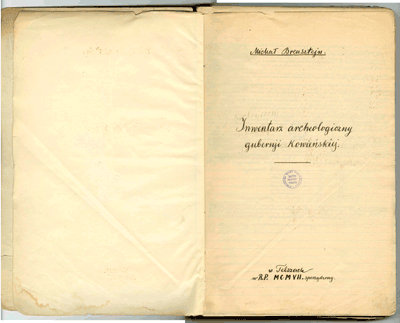 Michał Brensztejn.
Inwentarz archeologiczny
gubernji Kowieńskiej.
w Telszach
w R.P. MCMVII. sporządzony.